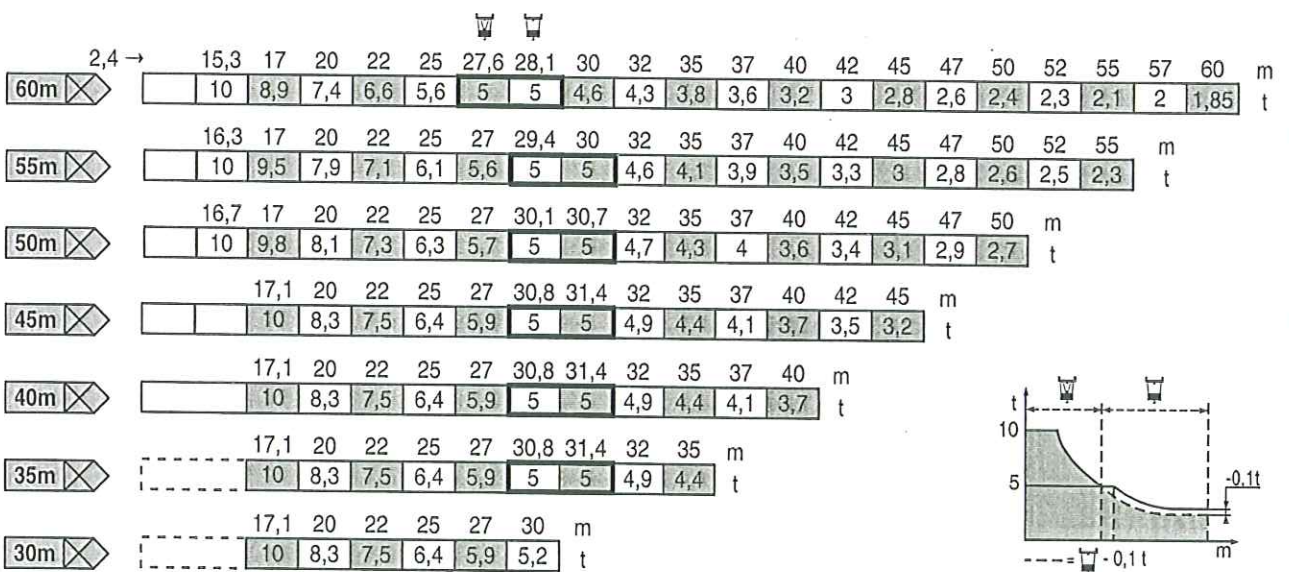 2,4 → 15,3 17 20 22 25 27,6 28,1 30 32 35 37 40 42 45 47 50 52 55 57 60 m
60m 10 8,9 7,4 6,6 5,6 5 5 4,6 4,3 3,8 3,6 3,2 3 2,8 2,6 2,4 2,3 2,1 2 1,85 t
16,3 17 20 22 25 27 29,4 30 32 35 37 40 42 45 47 50 52 55 m
55m 10 9,5 7,9 7,1 6,1 5,6 5 5 4,6 4,1 3,9 3,5 3,3 3 2,8 2,6 2,5 2,3 t
16,7 17 20 22 25 27 30,1 30,7 32 35 37 40 42 45 47 50 m
50m 10 9,8 8,1 7,3 6,3 5,7 5 5 4,7 4,3 4 3,6 3,4 3,1 2,9 2,7 t
17,1 20 22 25 27 30,8 31,4 32 35 37 40 42 45 m
45m 10 8,3 7,5 6,4 5,9 5 5 4,9 4,4 4,1 3,7 3,5 3,2 t
17,1 20 22 25 27 30,8 31,4 32 35 37 40 m
40m 10 8,3 7,5 6,4 5,9 5 5 4,9 4,4 4,1 3,7 t
17,1 20 22 25 27 30,8 31,4 32 35 m
35m 10 8,3 7,5 6,4 5,9 5 5 4,9 4,4 t
17,1 20 22 25 27 30 m
30m 10 8,3 7,5 6,4 5,9 5,2 t
t
10
5
-0.1t
m
- 0,1 t